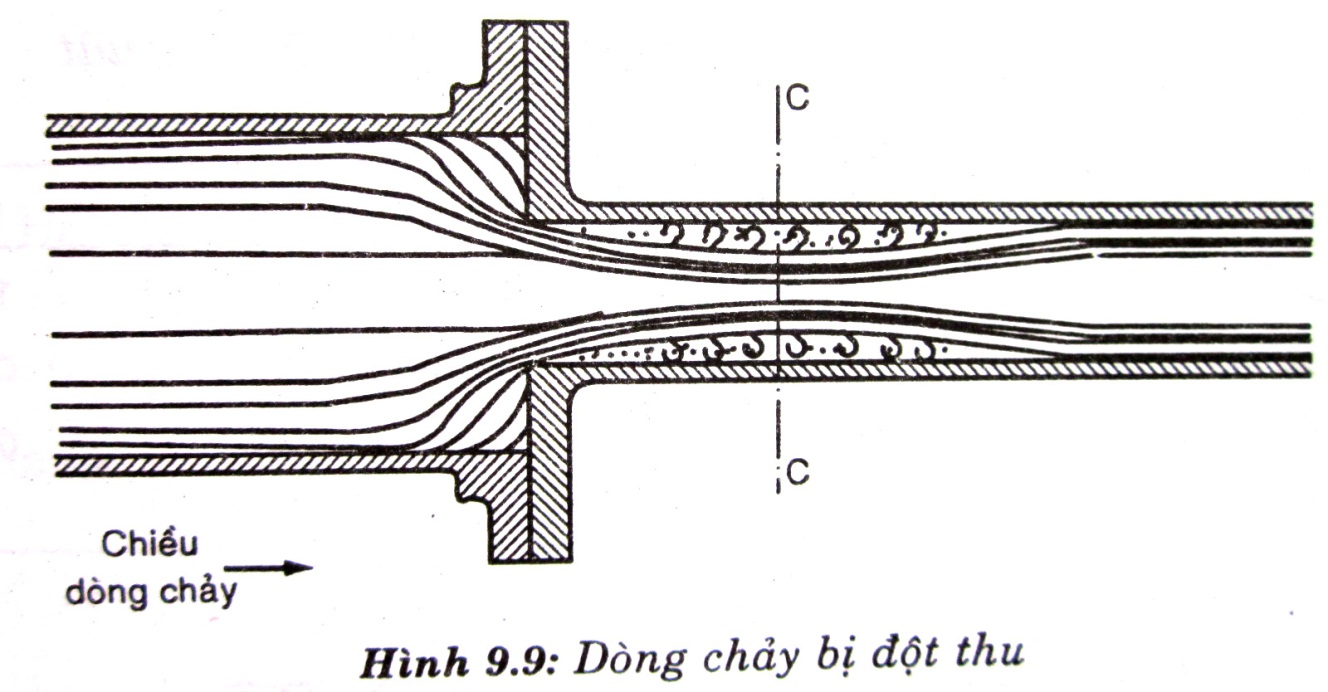 C
C
Chiều
dòng chảy
Hình 9.9: Dòng chảy bị đột thu